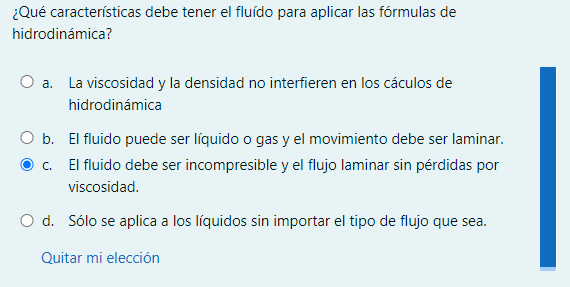 ¿Qué características debe tener el fluído para aplicar las fórmulas de
hidrodinámica?
a. La viscosidad y la densidad no interfieren en los cáculos de
hidrodinámica
b. El fluido puede ser líquido o gas y el movimiento debe ser laminar.
c. El fluido debe ser incompresible y el flujo laminar sin pérdidas por
viscosidad.
d. Sólo se aplica a los líquidos sin importar el tipo de flujo que sea.
Quitar mi elección